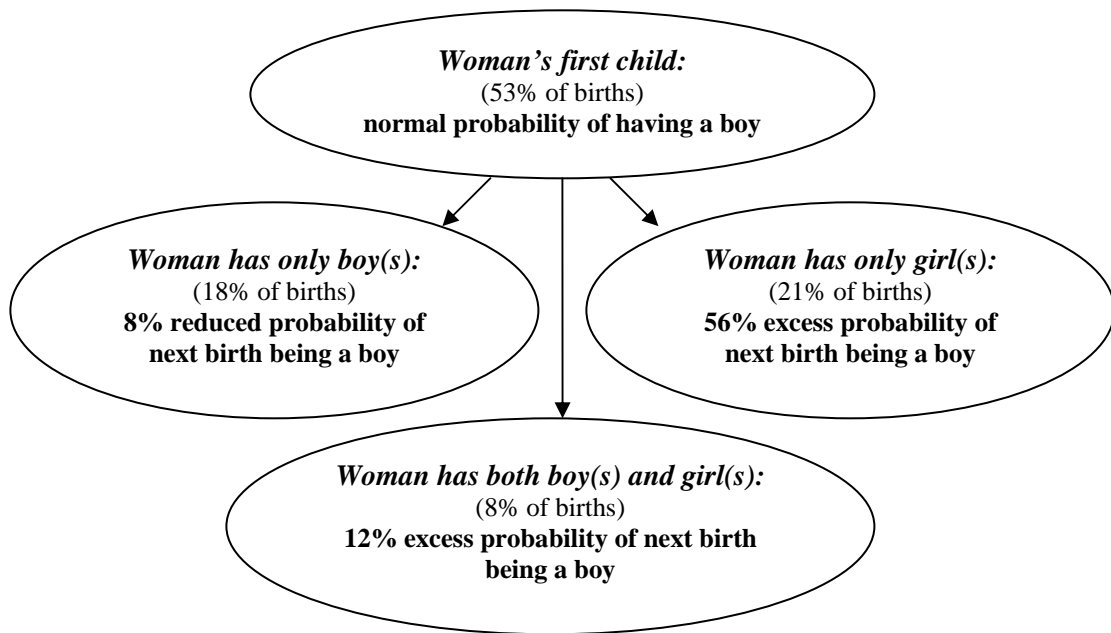 Woman's first child:
(53% of births)
normal probability of having a boy
Woman has only boy(s):
(18% of births)
8% reduced probability of
next birth being a boy
Woman has only girl(s):
(21% of births)
56% excess probability of
next birth being a boy
Woman has both boy(s) and girl(s):
(8% of births)
12% excess probability of next birth
being a boy